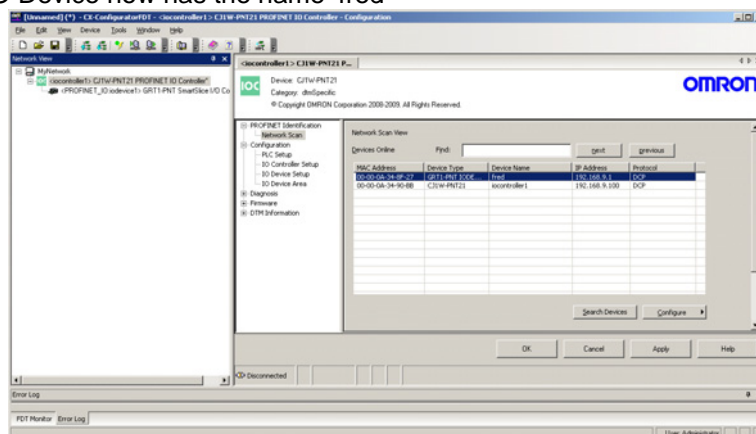 O Device now has the name 'fred'
[Unnamed] (*) - CX-ConfiguratorFDT - <iocontroller1> CJ1W-PNT21 PROFINET IO Controller - Configuration
File Edit View Device Tools Window Help
Network View
MyNetwork
<iocontroller1> CJ1W-PNT21 PROFINET IO Controller*
<PROFINET_IO:iodevice1> GRT1-PNT SmartSlice I/O Co
<iocontroller1> CJ1W-PNT21 P...
IOC
Device: CJ1W-PNT21
Category: dtmSpecific
© Copyright OMRON Corporation 2008-2009. All Rights Reserved.
OMRON
PROFINET Identification
Network Scan
Configuration
PLC Setup
IO Controller Setup
IO Device Setup
IO Device Area
Diagnosis
Firmware
DTM Information
Network Scan View
Devices Online Find: next previous
MAC Address Device Type Device Name IP Address Protocol
00-00-0A-34-8F-27 GRT1-PNT IODE... fred 192.168.9.1 DCP
00-00-0A-34-90-BB CJ1W-PNT21 iocontroller1 192.168.9.100 DCP
Search Devices Configure
OK Cancel Apply Help
Disconnected
Error Log
FDT Monitor Error Log
User: Administrator